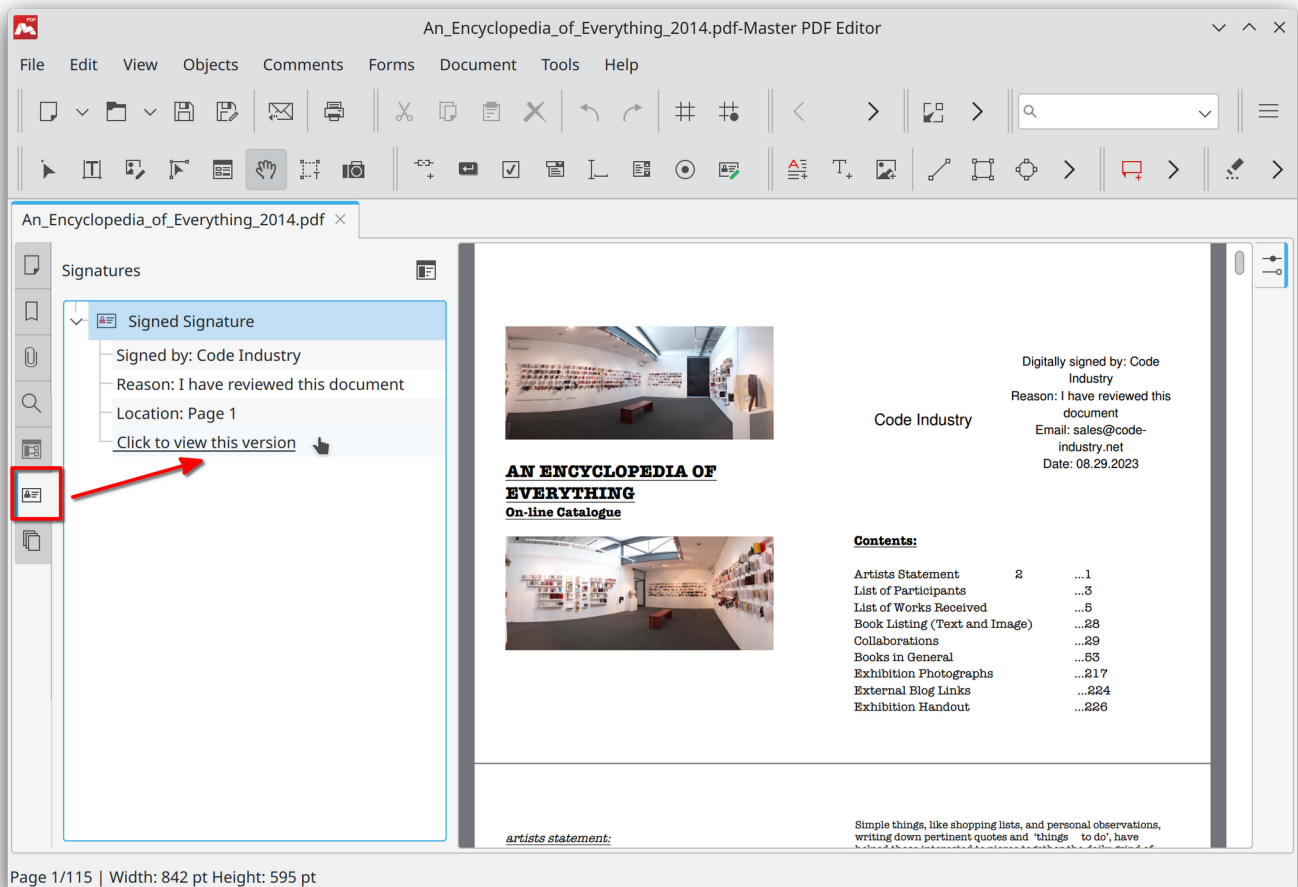 PDF
An_Encyclopedia_of_Everything_2014.pdf-Master PDF Editor
File Edit View Objects Comments Forms Document Tools Help
An_Encyclopedia_of_Everything_2014.pdf
Signatures
Signed Signature
Signed by: Code Industry
Reason: I have reviewed this document
Location: Page 1
Click to view this version
AN ENCYCLOPEDIA OF
EVERYTHING
On-line Catalogue
Code Industry
Digitally signed by: Code
Industry
Reason: I have reviewed this
document
Email: sales@code-
industry.net
Date: 08.29.2023
Contents:
Artists Statement 2 ...1
List of Participants ...3
List of Works Received ...5
Book Listing (Text and Image) ...28
Collaborations ...29
Books in General ...53
Exhibition Photographs ...217
External Blog Links ...224
Exhibition Handout ...226
artists statement:
Simple things, like shopping lists, and personal observations,
writing down pertinent quotes and ‘things to do’, have
Page 1/115 | Width: 842 pt Height: 595 pt